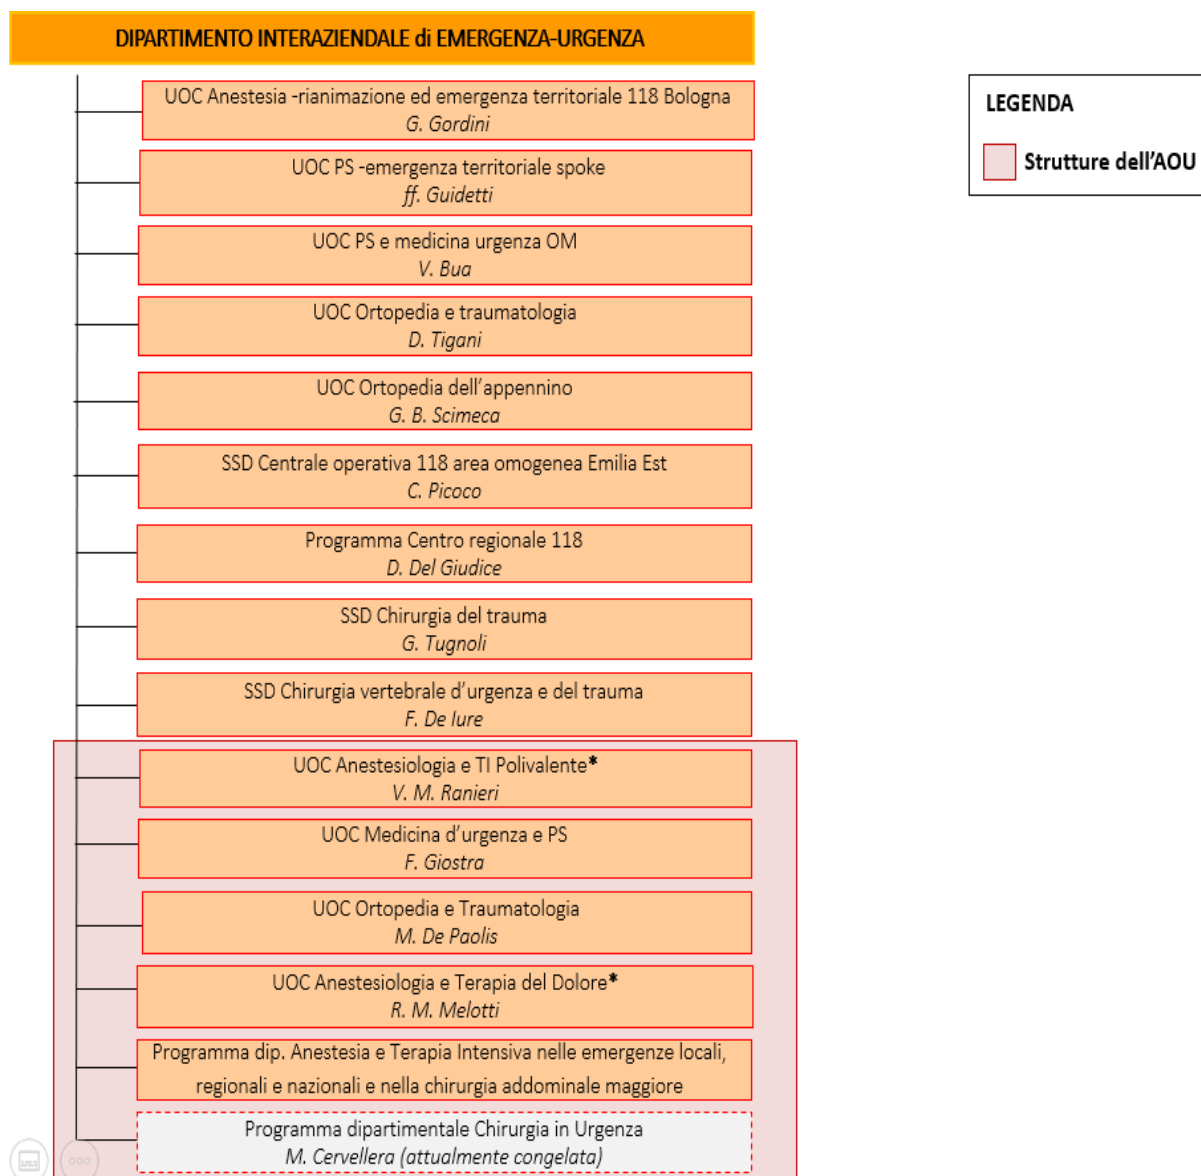 DIPARTIMENTO INTERAZIENDALE di EMERGENZA-URGENZA
UOC Anestesia -rianimazione ed emergenza territoriale 118 Bologna
G. Gordini
UOC PS -emergenza territoriale spoke
ff. Guidetti
UOC PS e medicina urgenza OM
V. Bua
UOC Ortopedia e traumatologia
D. Tigani
UOC Ortopedia dell'appennino
G. B. Scimeca
SSD Centrale operativa 118 area omogenea Emilia Est
C. Picoco
Programma Centro regionale 118
D. Del Giudice
SSD Chirurgia del trauma
G. Tugnoli
SSD Chirurgia vertebrale d'urgenza e del trauma
F. De Iure
UOC Anestesiologia e TI Polivalente*
V. M. Ranieri
UOC Medicina d'urgenza e PS
F. Giostra
UOC Ortopedia e Traumatologia
M. De Paolis
UOC Anestesiologia e Terapia del Dolore*
R. M. Melotti
Programma dip. Anestesia e Terapia Intensiva nelle emergenze locali,
regionali e nazionali e nella chirurgia addominale maggiore
Programma dipartimentale Chirurgia in Urgenza
M. Cervellera (attualmente congelata)
LEGENDA
Strutture dell'AOU